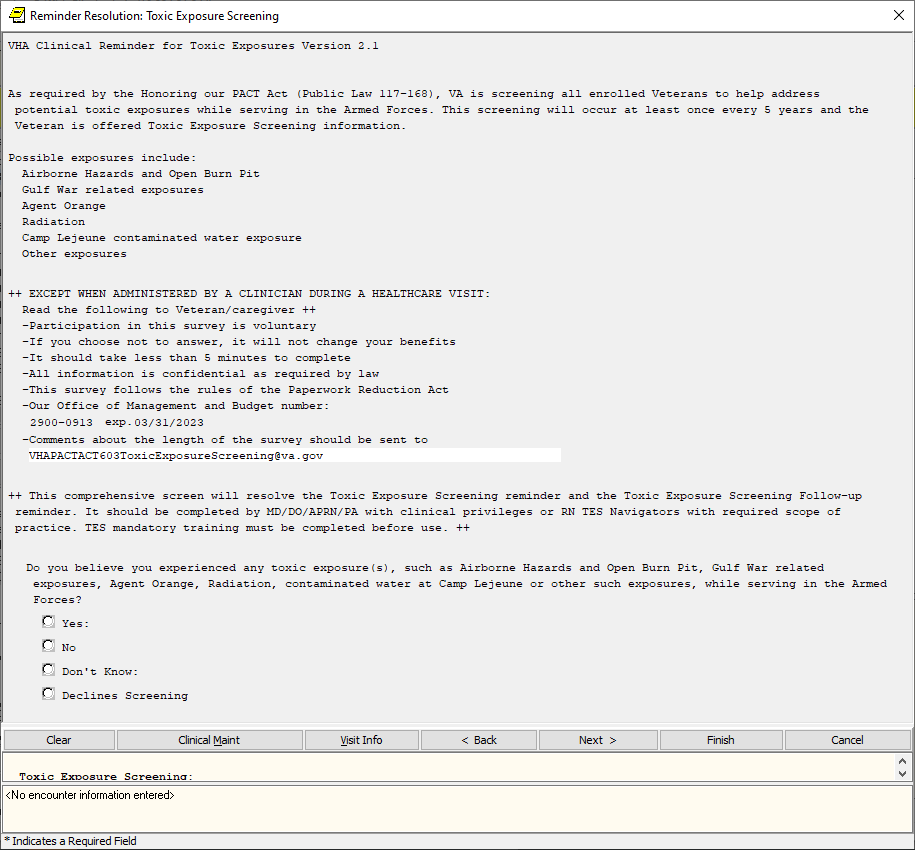 Reminder Resolution: Toxic Exposure Screening
VHA Clinical Reminder for Toxic Exposures Version 2.1
As required by the Honoring our PACT Act (Public Law 117-168), VA is screening all enrolled Veterans to help address
potential toxic exposures while serving in the Armed Forces. This screening will occur at least once every 5 years and the
Veteran is offered Toxic Exposure Screening information.
Possible exposures include:
Airborne Hazards and Open Burn Pit
Gulf War related exposures
Agent Orange
Radiation
Camp Lejeune contaminated water exposure
Other exposures
++ EXCEPT WHEN ADMINISTERED BY A CLINICIAN DURING A HEALTHCARE VISIT:
Read the following to Veteran/caregiver ++
-Participation in this survey is voluntary
-If you choose not to answer, it will not change your benefits
-It should take less than 5 minutes to complete
-All information is confidential as required by law
-This survey follows the rules of the Paperwork Reduction Act
-Our Office of Management and Budget number:
2900-0913 exp.03/31/2023
-Comments about the length of the survey should be sent to
VHAPACTACT603ToxicExposureScreening@va.gov
++ This comprehensive screen will resolve the Toxic Exposure Screening reminder and the Toxic Exposure Screening Follow-up
reminder. It should be completed by MD/DO/APRN/PA with clinical privileges or RN TES Navigators with required scope of
practice. TES mandatory training must be completed before use. ++
Do you believe you experienced any toxic exposure(s), such as Airborne Hazards and Open Burn Pit, Gulf War related
exposures, Agent Orange, Radiation, contaminated water at Camp Lejeune or other such exposures, while serving in the Armed
Forces?
Yes:
No
Don't Know:
Declines Screening
Clear Clinical Maint Visit Info < Back Next > Finish Cancel
Toxic Exposure Screening:
<No encounter information entered>
* Indicates a Required Field